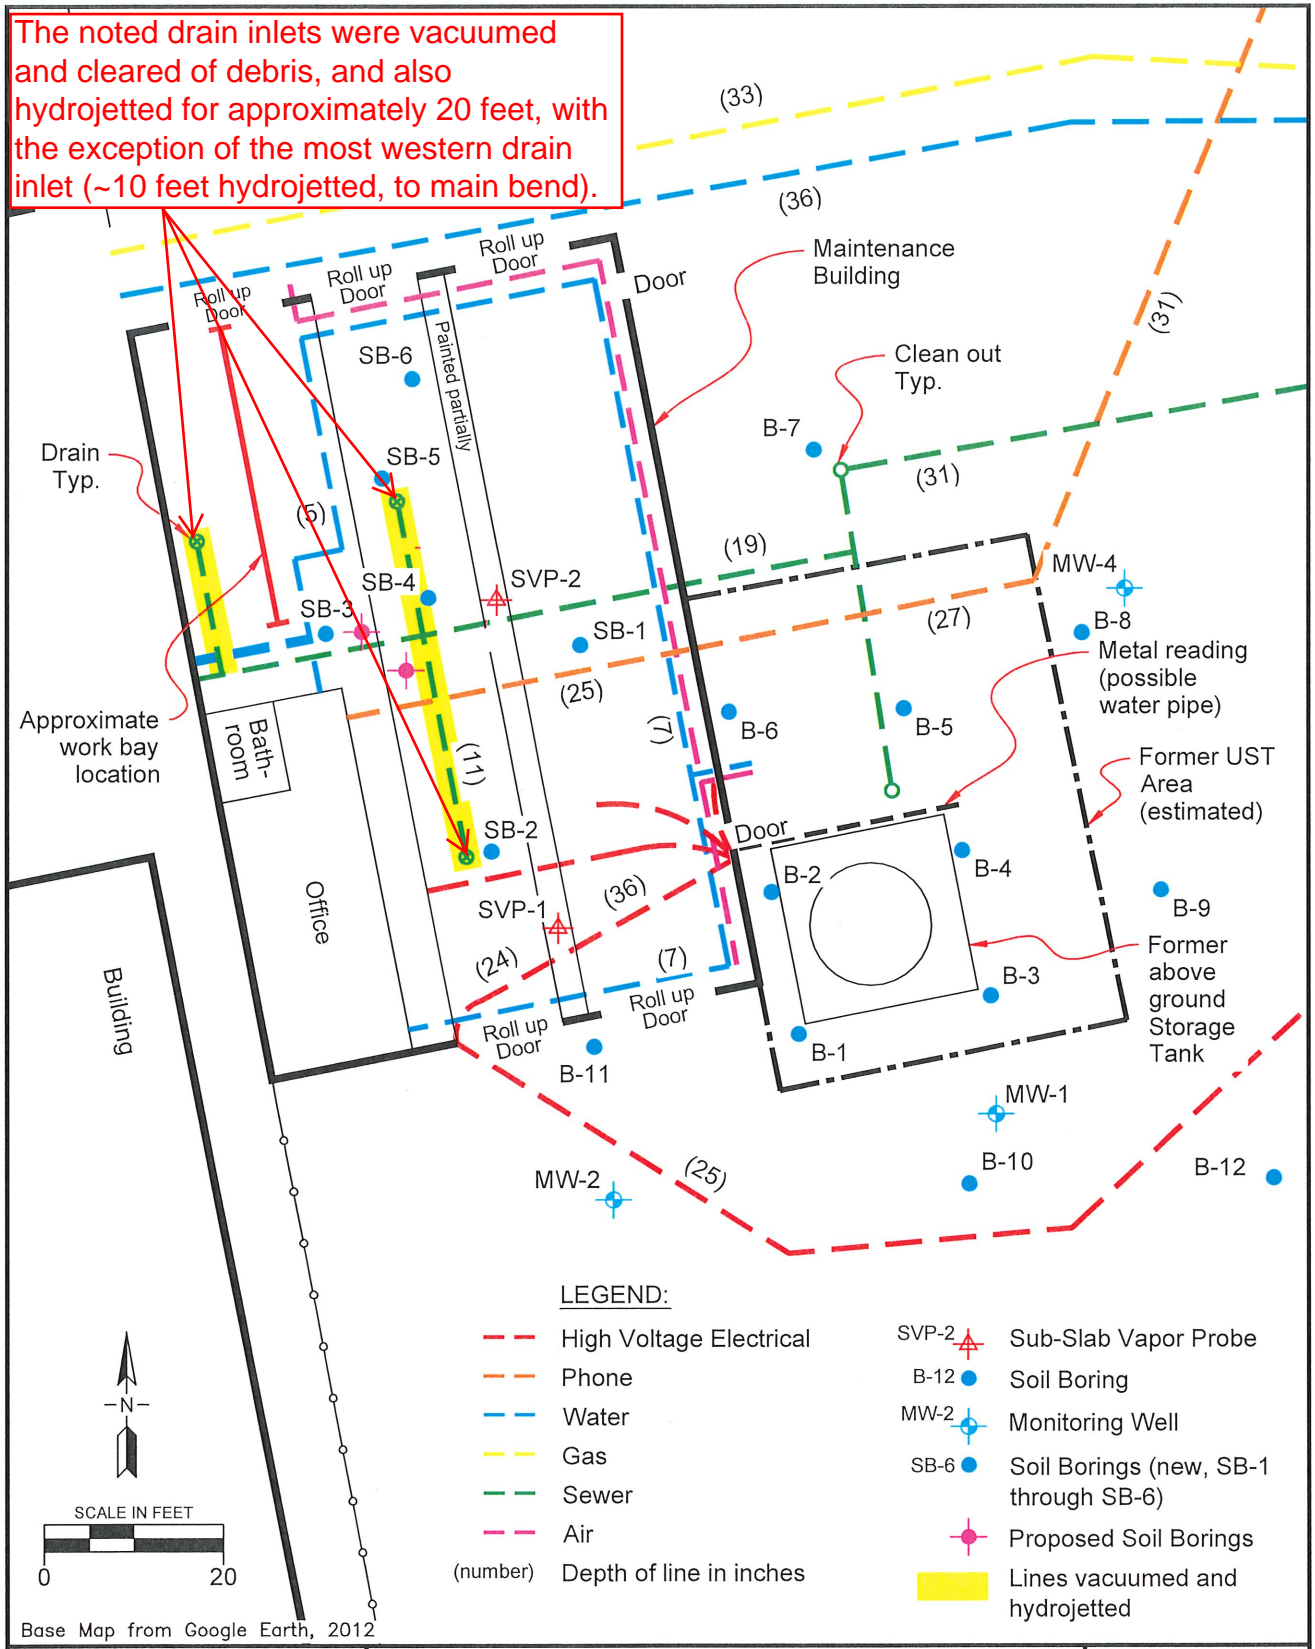 The noted drain inlets were vacuumed
and cleared of debris, and also
hydrojetted for approximately 20 feet, with
the exception of the most western drain
inlet (~10 feet hydrojetted, to main bend).
(33)
(36)
Roll up
Door
Roll up
Door
Roll up
Door
Door
Maintenance
Building
(31)
Painted partially
SB-6
Clean out
Typ.
B-7
Drain
Typ.
SB-5
(31)
(5)
(19)
SB-4
SVP-2
MW-4
SB-3
SB-1
(27)
B-8
Metal reading
(possible
water pipe)
(25)
Approximate
work bay
location
Bath-
room
(7)
B-6
B-5
(11)
Former UST
Area
(estimated)
SB-2
Door
B-2
B-4
Office
(36)
SVP-1
B-9
(24)
(7)
Former
above
ground
Storage
Tank
Building
B-3
Roll up
Door
Roll up
Door
B-1
B-11
MW-1
(25)
MW-2
B-10
B-12
LEGEND:
High Voltage Electrical
Phone
Water
Gas
Sewer
Air
(number) Depth of line in inches
SVP-2 Sub-Slab Vapor Probe
B-12 Soil Boring
MW-2 Monitoring Well
SB-6 Soil Borings (new, SB-1
through SB-6)
Proposed Soil Borings
Lines vacuumed and
hydrojetted
-N-
SCALE IN FEET
0 20
Base Map from Google Earth, 2012